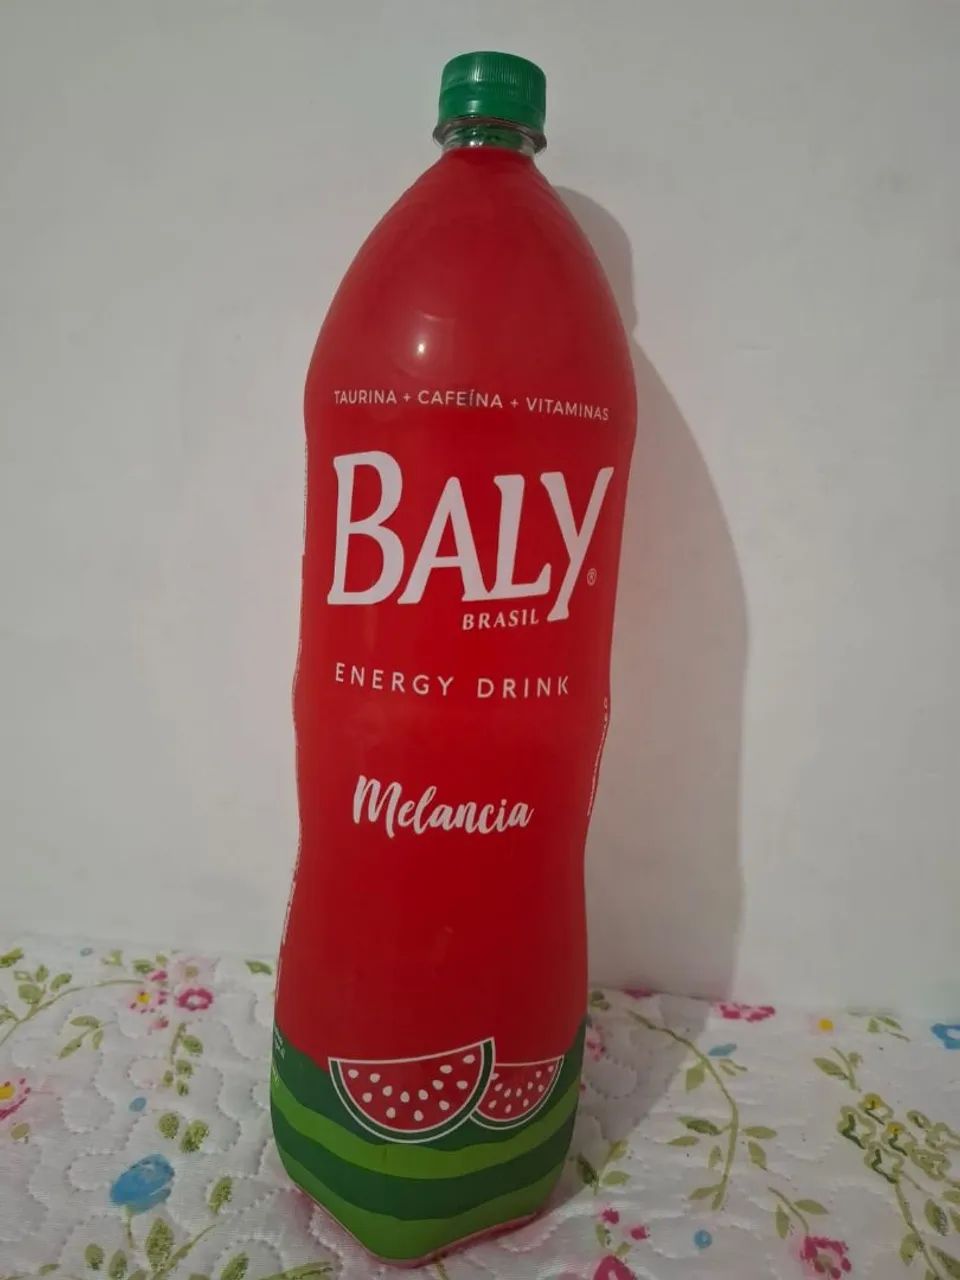 TAURINA + CAFEÍNA + VITAMINAS
BALY®
BRASIL
ENERGY DRINK
Melancia